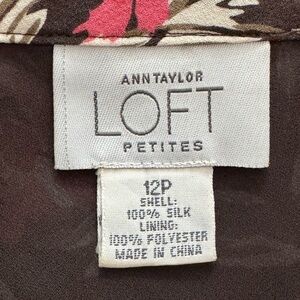 ANN TAYLOR
LOFT
PETITES
12P
SHELL:
100% SILK
LINING:
100% POLYESTER
MADE IN CHINA